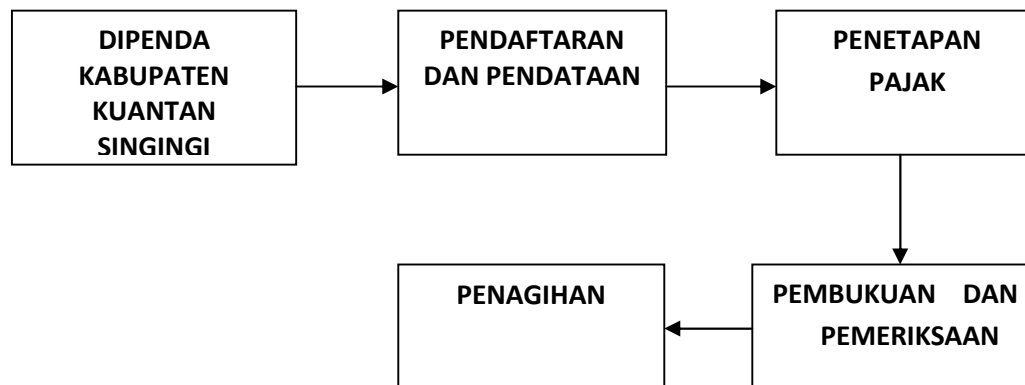 DIPENDA
KABUPATEN
KUANTAN
SINGINGI
PENDAFTARAN
DAN PENDATAAN
PENETAPAN
PAJAK
PEMBUKUAN DAN
PEMERIKSAAN
PENAGIHAN